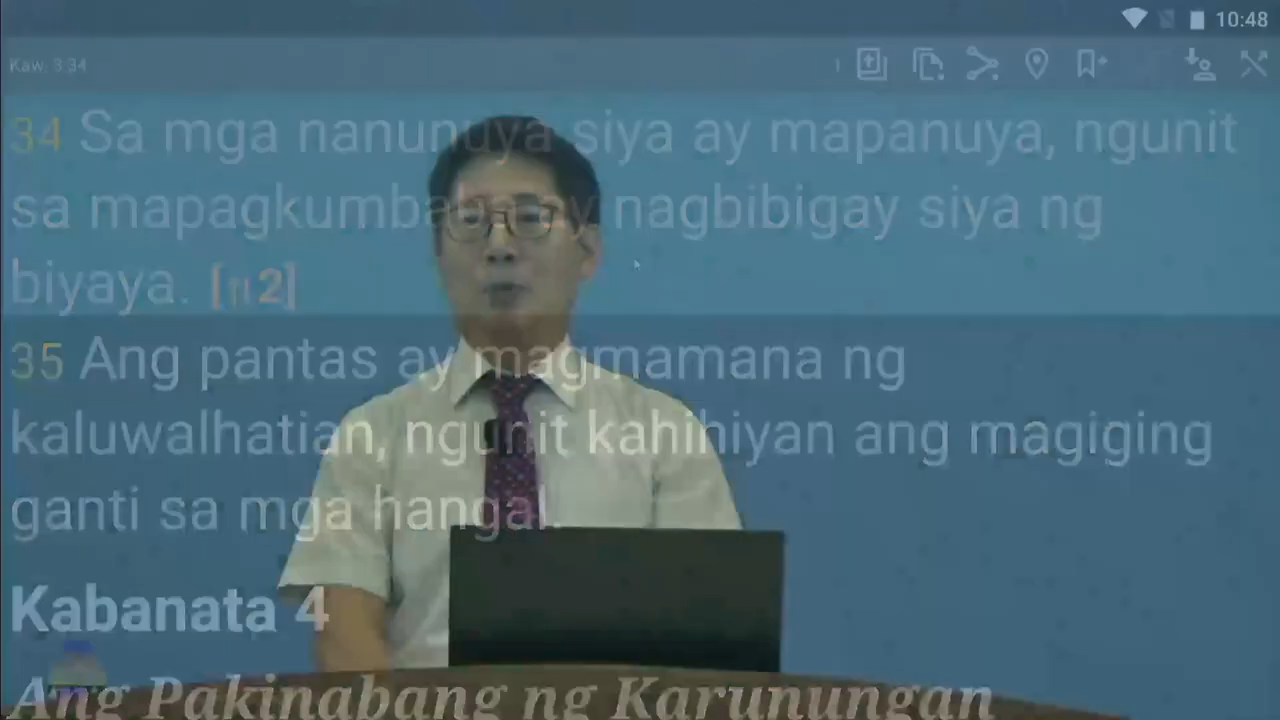 10:48
Kaw. 3:34
34 Sa mga nanunuya siya ay mapanuya, ngunit
sa mapagkumbaba ay nagbibigay siya ng
biyaya. [¶2]
35 Ang pantas ay magmamana ng
kaluwalhatian, ngunit kahihiyan ang magiging
ganti sa mga hangal.
Kabanata 4
Ang Pakinabang ng Karunungan